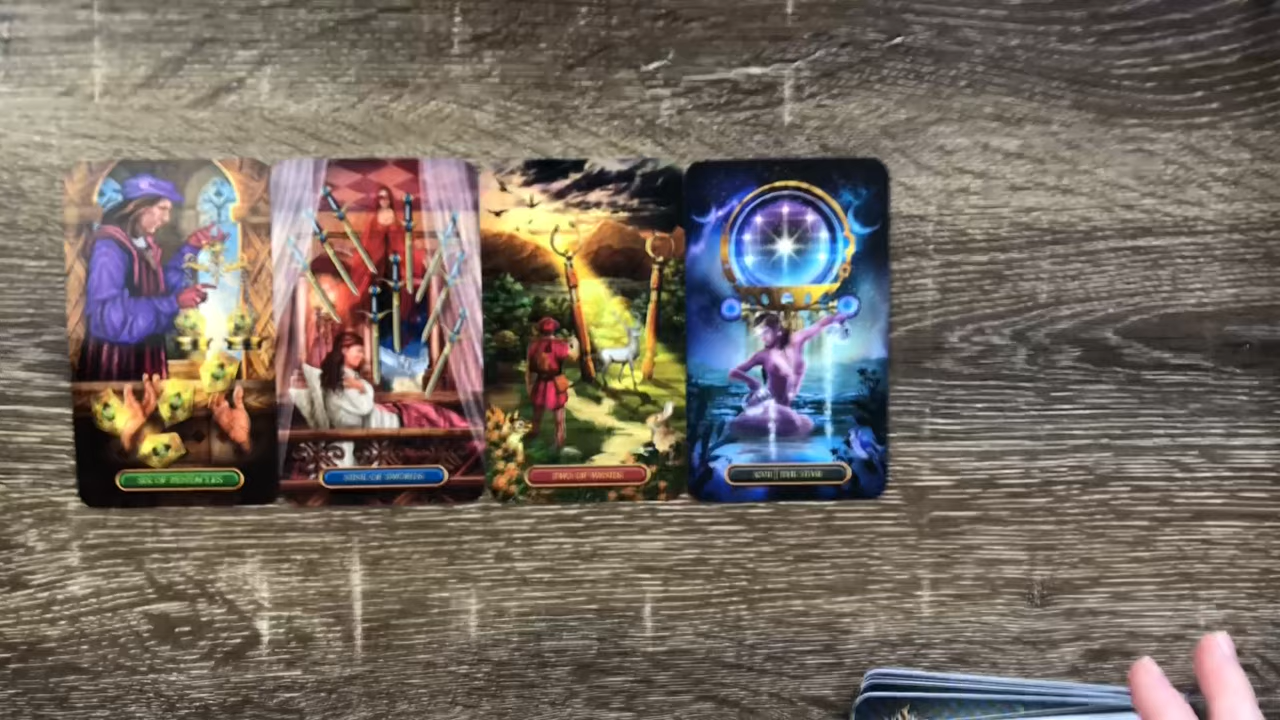 SIX OF PENTACLES
NINE OF SWORDS
TWO OF WANDS
XVII || THE STAR